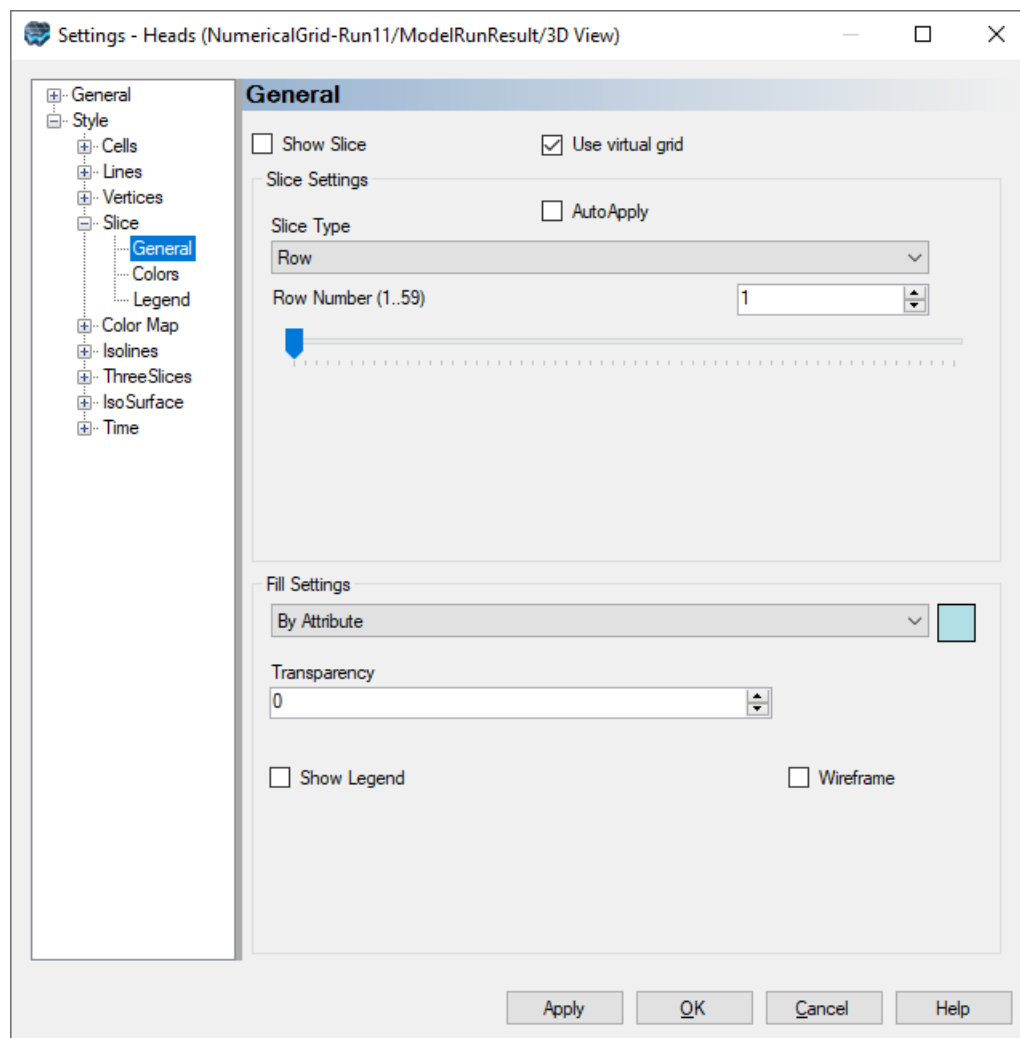 Settings - Heads (NumericalGrid-Run11/ModelRunResult/3D View)
General
Style
Cells
Lines
Vertices
Slice
General
Colors
Legend
Color Map
Isolines
ThreeSlices
IsoSurface
Time
General
Show Slice
Use virtual grid
Slice Settings
AutoApply
Slice Type
Row
Row Number (1..59)
1
Fill Settings
By Attribute
Transparency
0
Show Legend
Wireframe
Apply
OK
Cancel
Help